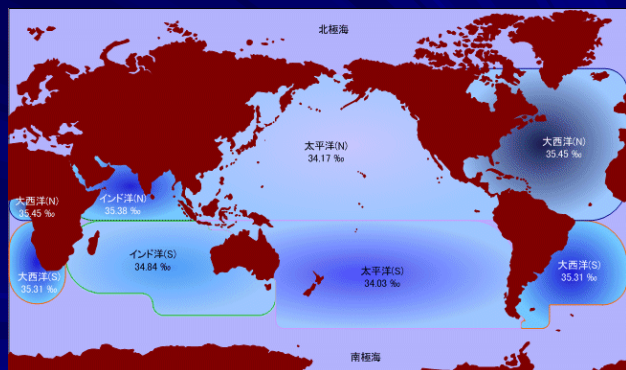 北極海
太平洋(N)
34.17 ‰
大西洋(N)
35.45 ‰
大西洋(N)
35.45 ‰
インド洋(N)
35.38 ‰
インド洋(S)
34.84 ‰
大西洋(S)
35.31 ‰
太平洋(S)
34.03 ‰
大西洋(S)
35.31 ‰
南極海